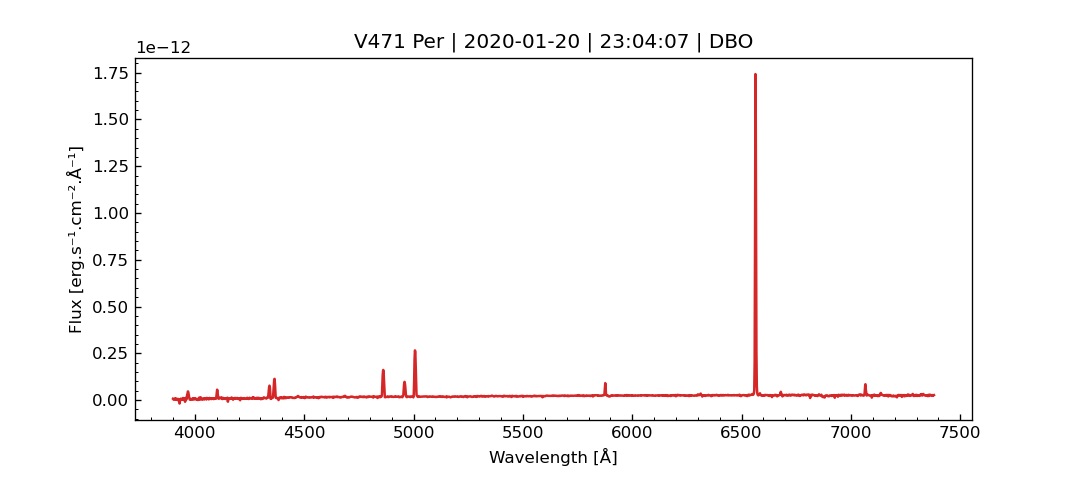 V471 Per | 2020-01-20 | 23:04:07 | DBO
1e−12
1.75
1.50
1.25
1.00
0.75
0.50
0.25
0.00
Flux [erg.s⁻¹.cm⁻².Å⁻¹]
4000 4500 5000 5500 6000 6500 7000 7500
Wavelength [Å]